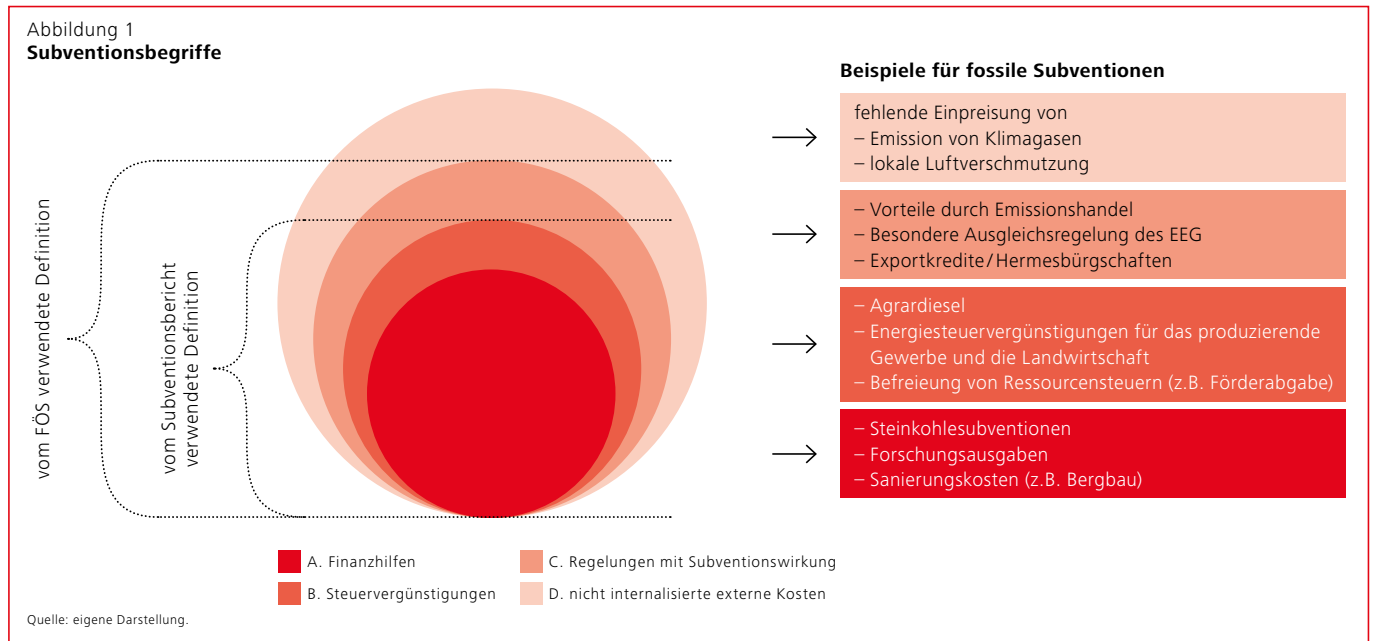 Abbildung 1
Subventionsbegriffe
vom FÖS verwendete Definition
vom Subventionsbericht
verwendete Definition
Beispiele für fossile Subventionen
fehlende Einpreisung von
– Emission von Klimagasen
– lokale Luftverschmutzung
– Vorteile durch Emissionshandel
– Besondere Ausgleichsregelung des EEG
– Exportkredite/Hermesbürgschaften
– Agrardiesel
– Energiesteuervergünstigungen für das produzierende
Gewerbe und die Landwirtschaft
– Befreiung von Ressourcensteuern (z.B. Förderabgabe)
– Steinkohlesubventionen
– Forschungsausgaben
– Sanierungskosten (z.B. Bergbau)
A. Finanzhilfen
B. Steuervergünstigungen
C. Regelungen mit Subventionswirkung
D. nicht internalisierte externe Kosten
Quelle: eigene Darstellung.